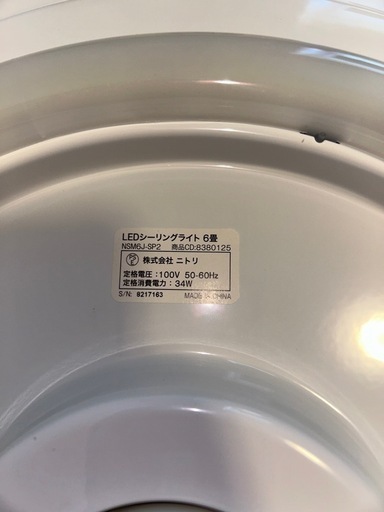 LEDシーリングライト 6畳
NSM6J-SP2 商品CD:8380125
株式会社 ニトリ
定格電圧:100V 50-60Hz
定格消費電力:34W
S/N: 8217163 MADE IN CHINA